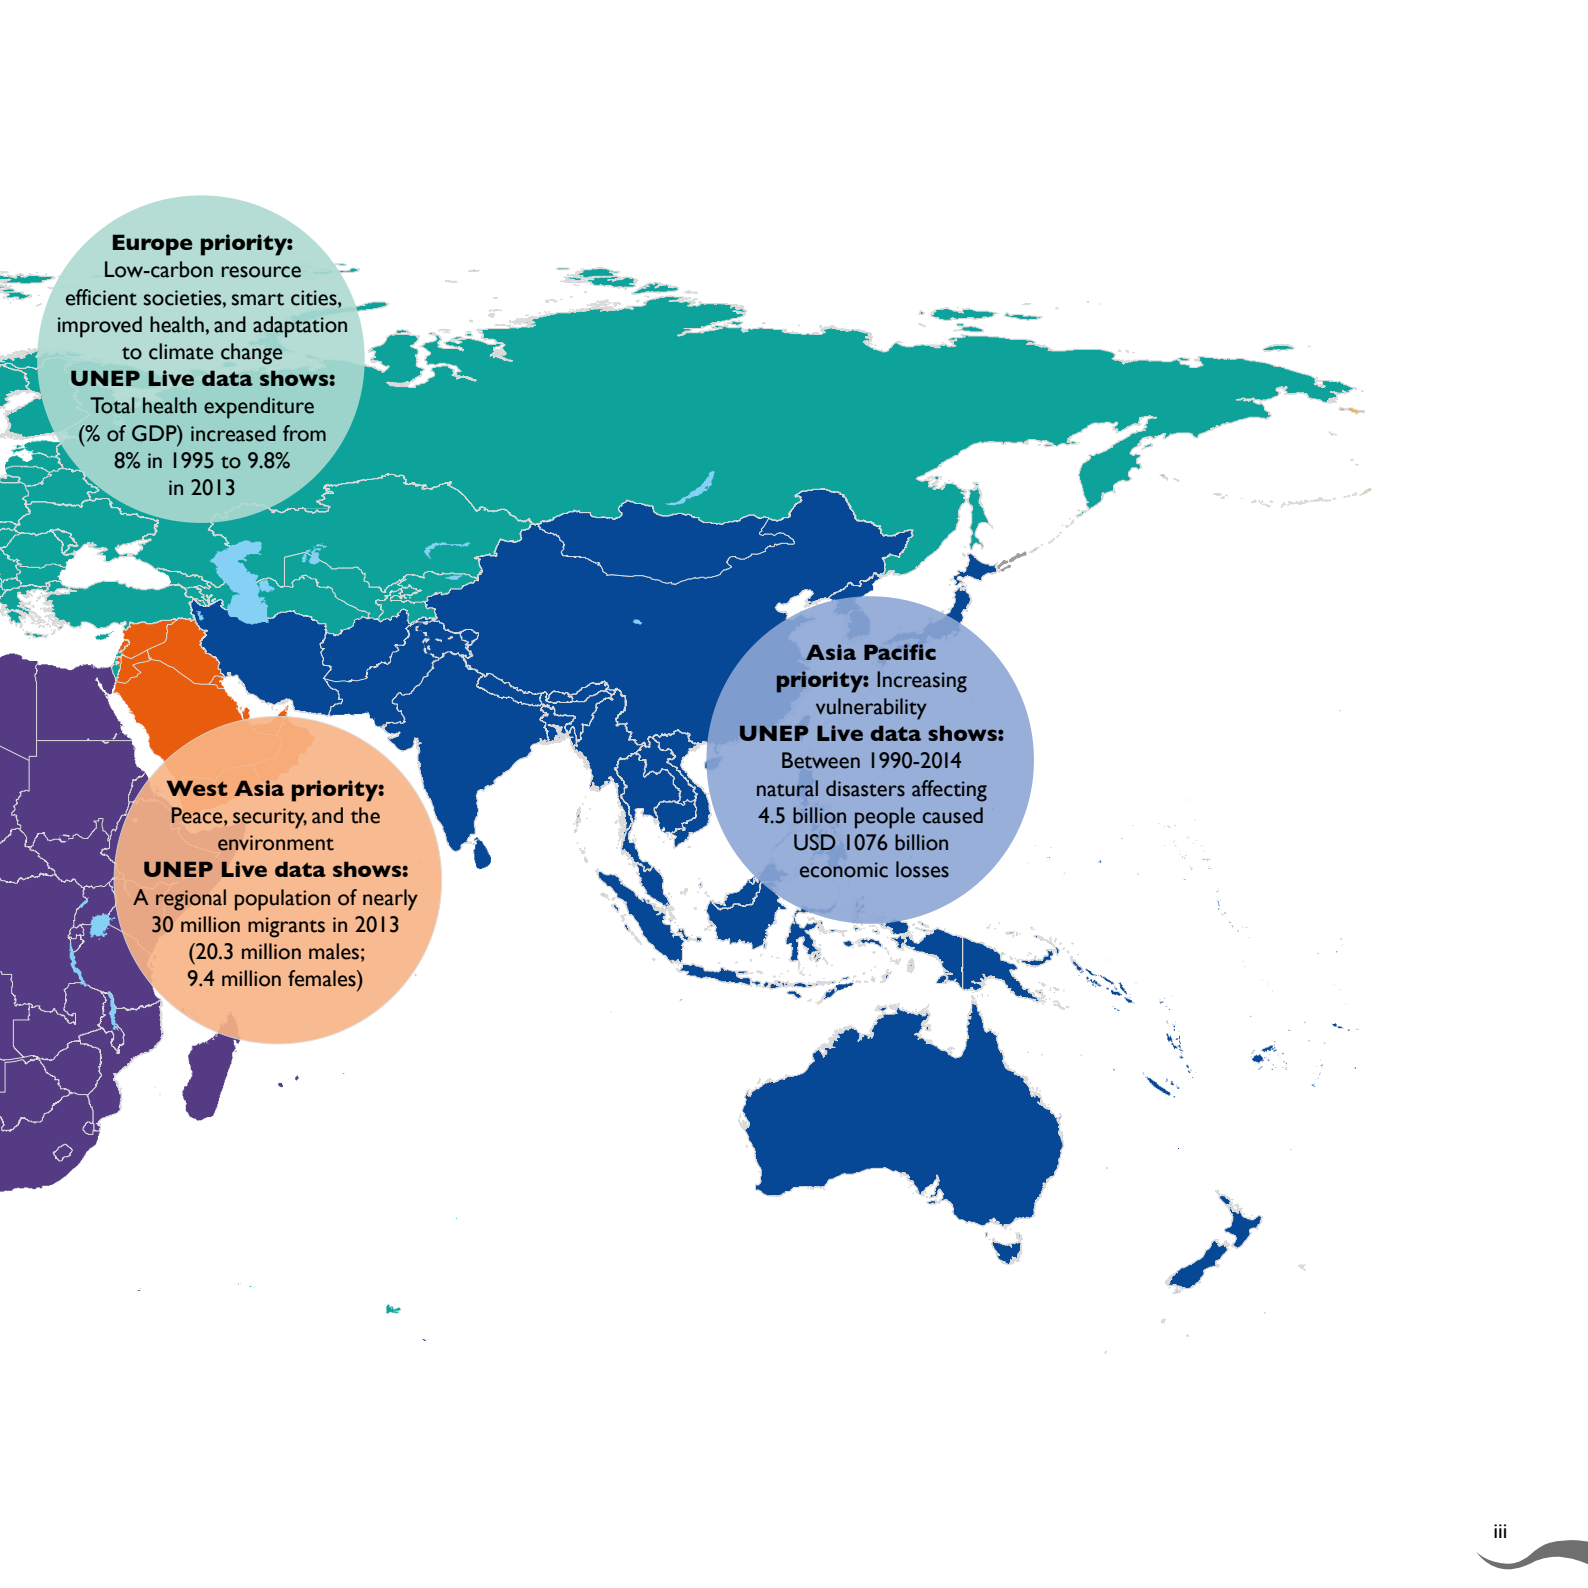 Europe priority:
Low-carbon resource
efficient societies, smart cities,
improved health, and adaptation
to climate change
UNEP Live data shows:
Total health expenditure
(% of GDP) increased from
8% in 1995 to 9.8%
in 2013
Asia Pacific
priority: Increasing
vulnerability
UNEP Live data shows:
Between 1990-2014
natural disasters affecting
4.5 billion people caused
USD 1076 billion
economic losses
West Asia priority:
Peace, security, and the
environment
UNEP Live data shows:
A regional population of nearly
30 million migrants in 2013
(20.3 million males;
9.4 million females)
iii